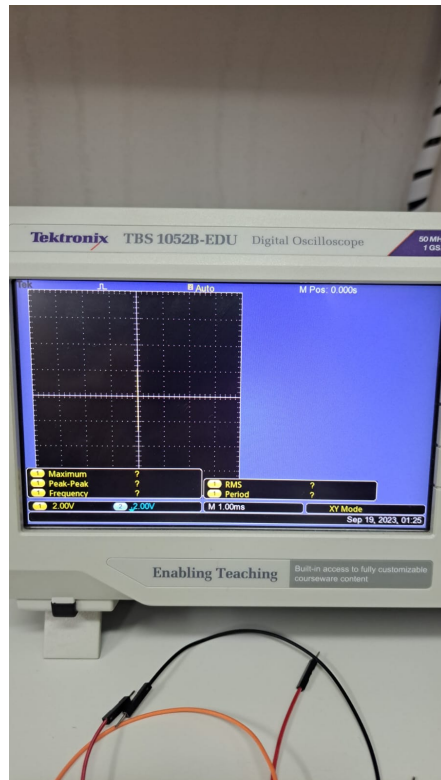 Tektronix TBS 1052B-EDU Digital Oscilloscope
50 MH
1 GS
Tek Auto M Pos: 0.000s
1 Maximum ?
1 Peak-Peak ?
1 Frequency ?
1 RMS ?
1 Period ?
1 2.00V 2 2.00V M 1.00ms XY Mode
Sep 19, 2023, 01:25
Enabling Teaching
Built-in access to fully customizable
courseware content